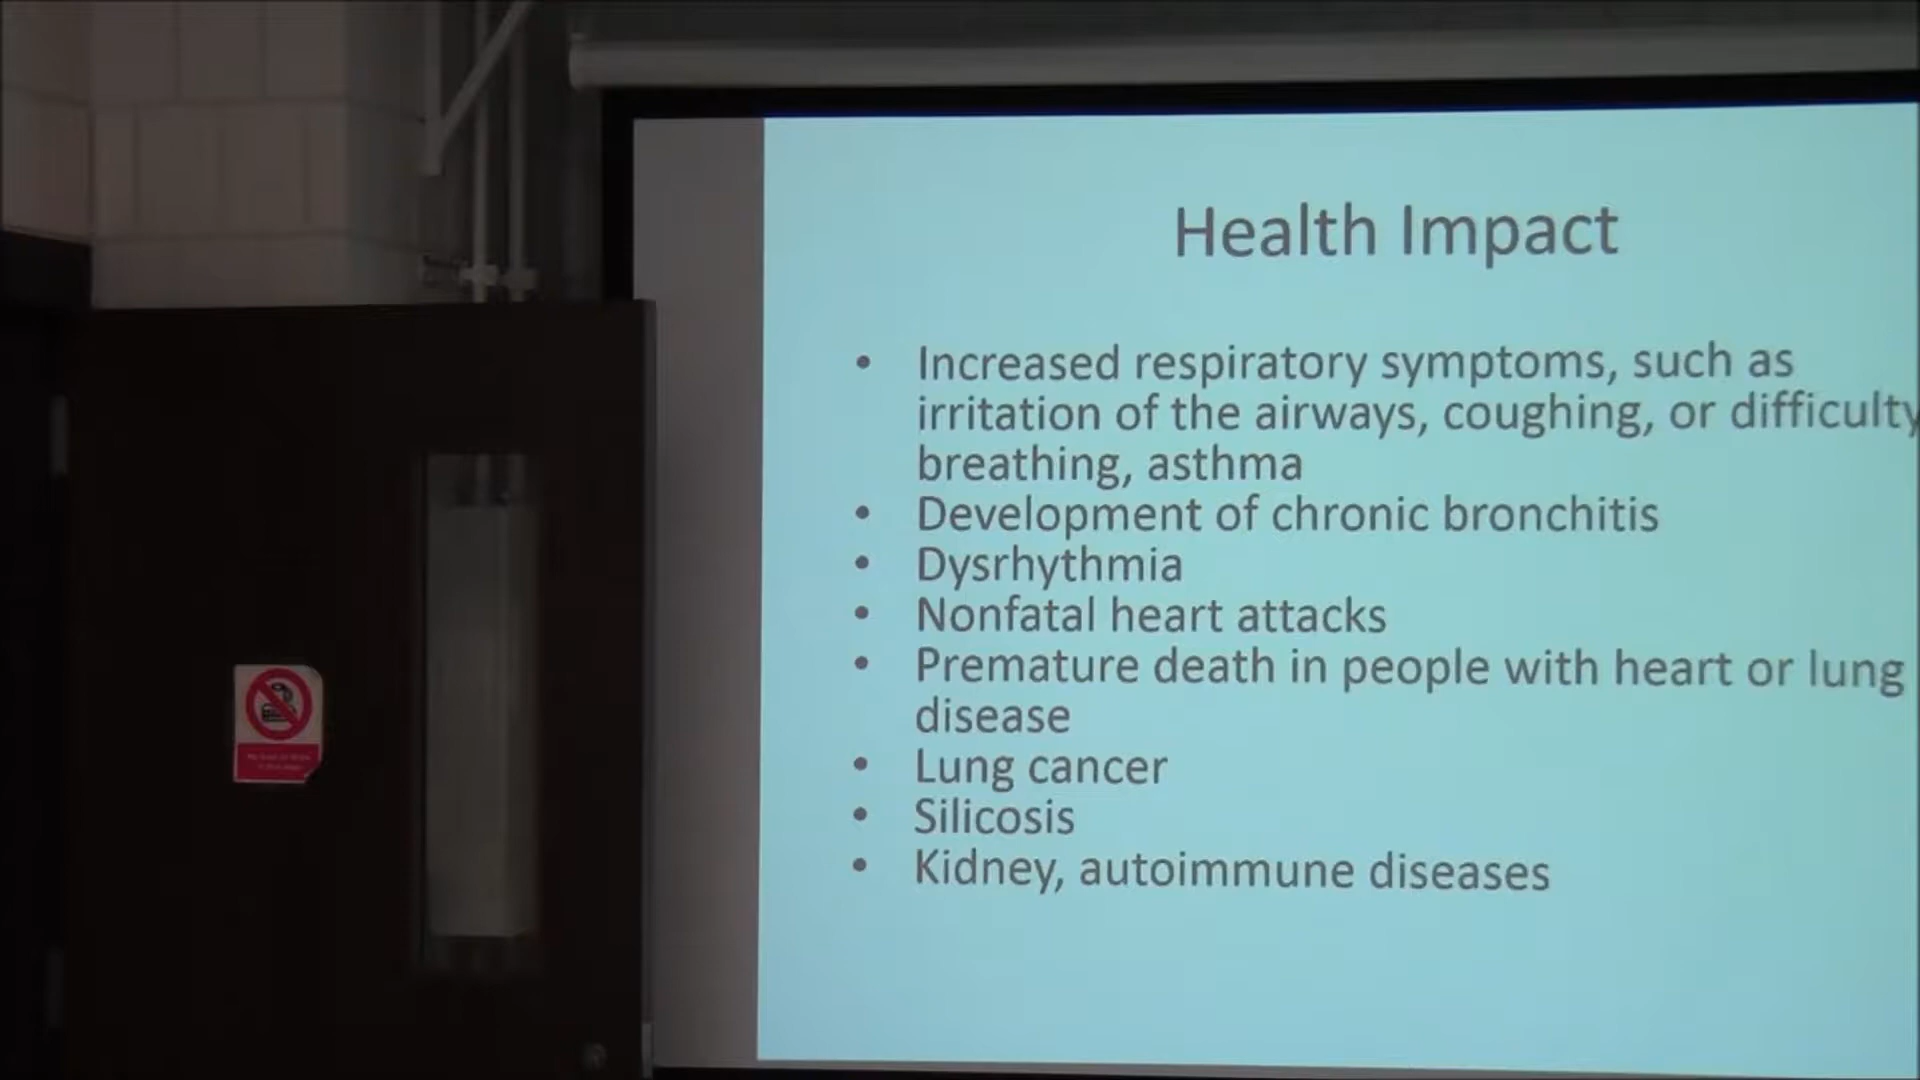 Health Impact
• Increased respiratory symptoms, such as
irritation of the airways, coughing, or difficulty
breathing, asthma
• Development of chronic bronchitis
• Dysrhythmia
• Nonfatal heart attacks
• Premature death in people with heart or lung
disease
• Lung cancer
• Silicosis
• Kidney, autoimmune diseases